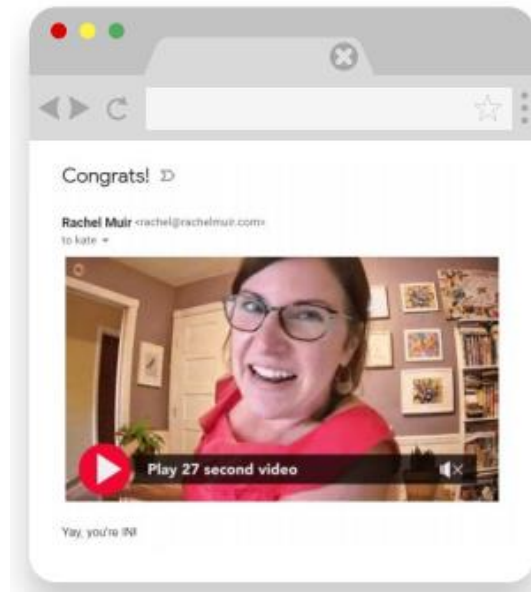 Congrats!
Rachel Muir <rachel@rachelmuir.com>
to kate
Play 27 second video
Yay, you're IN!